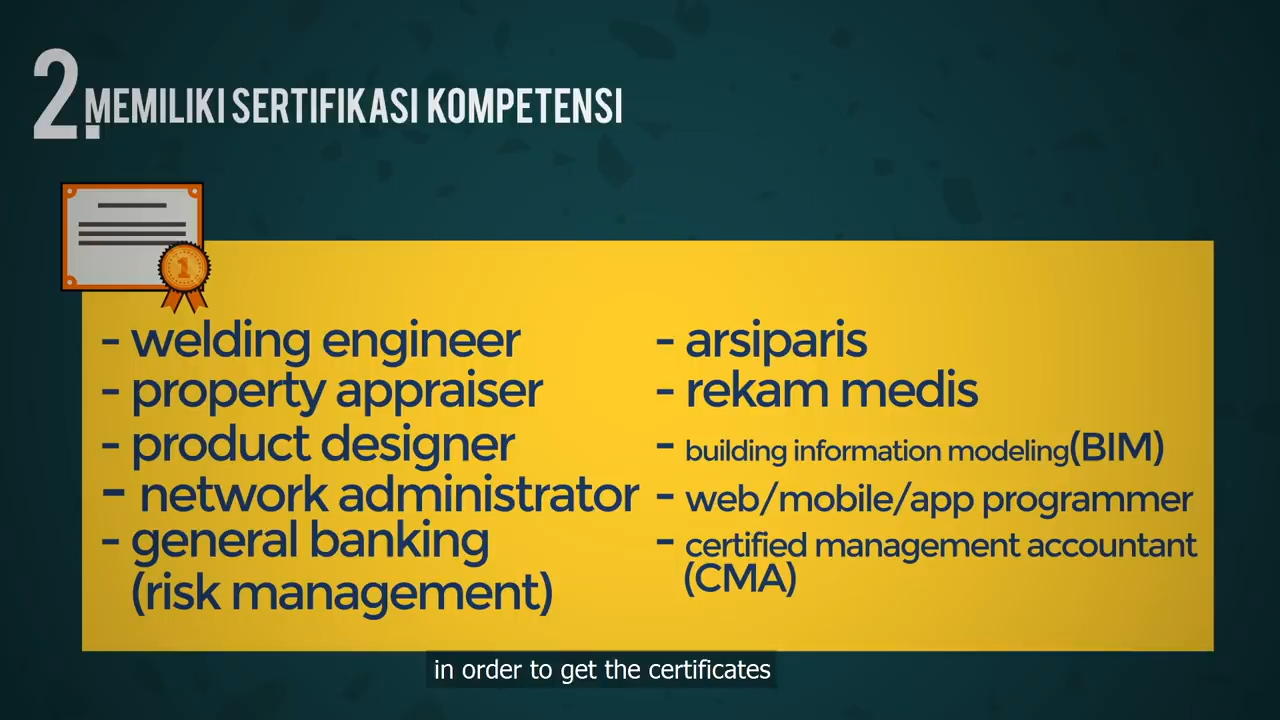 2. MEMILIKI SERTIFIKASI KOMPETENSI
1
- welding engineer
- property appraiser
- product designer
- network administrator
- general banking
(risk management)
- arsiparis
- rekam medis
- building information modeling(BIM)
- web/mobile/app programmer
- certified management accountant
(CMA)
in order to get the certificates